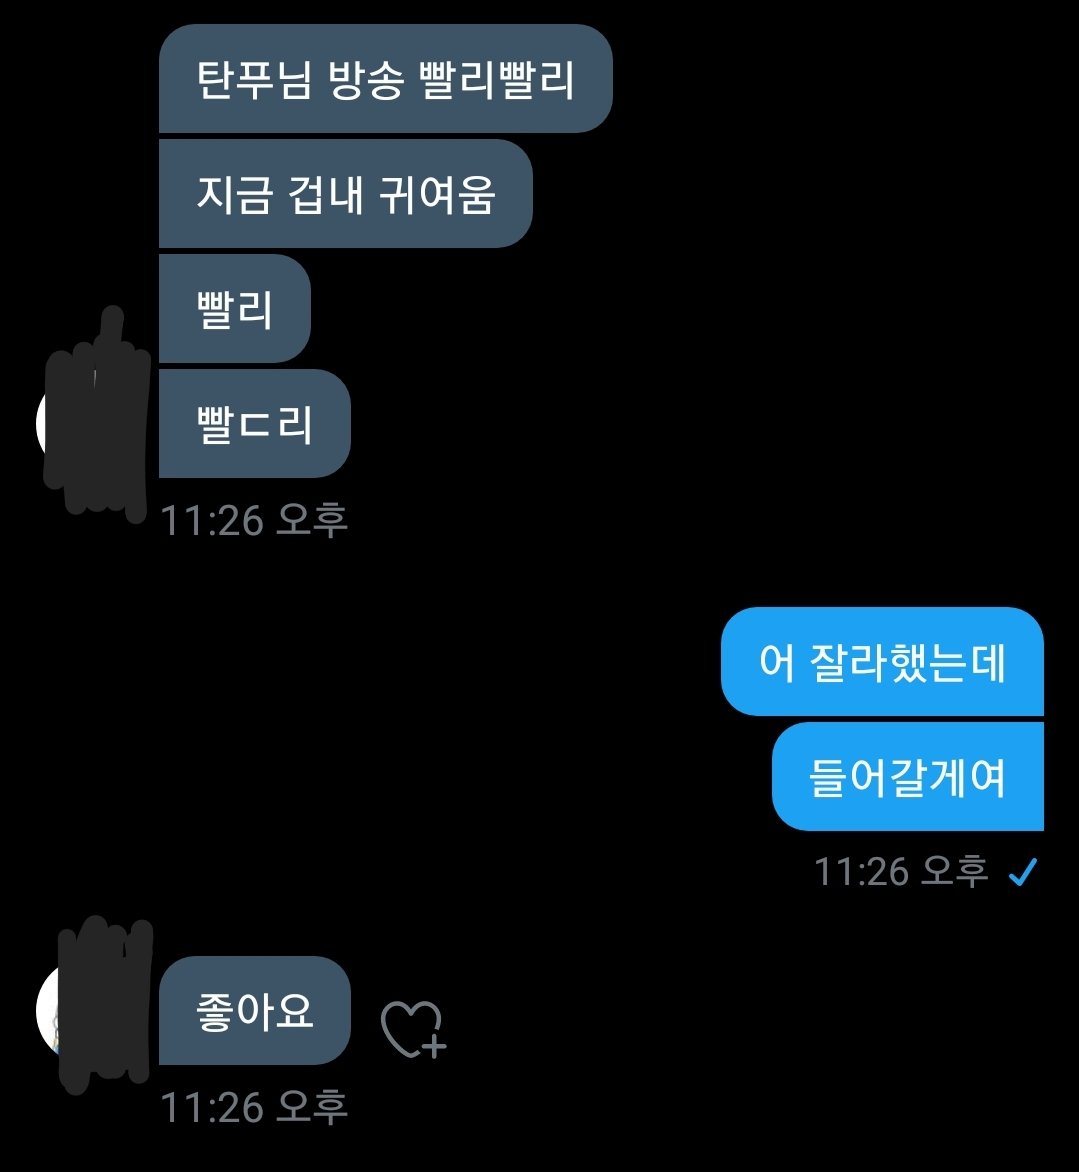 탄푸님 방송 빨리빨리
지금 겁내 귀여움
빨리
빨ㄷ리
11:26 오후
어 잘라했는데
들어갈게여
11:26 오후
좋아요
11:26 오후